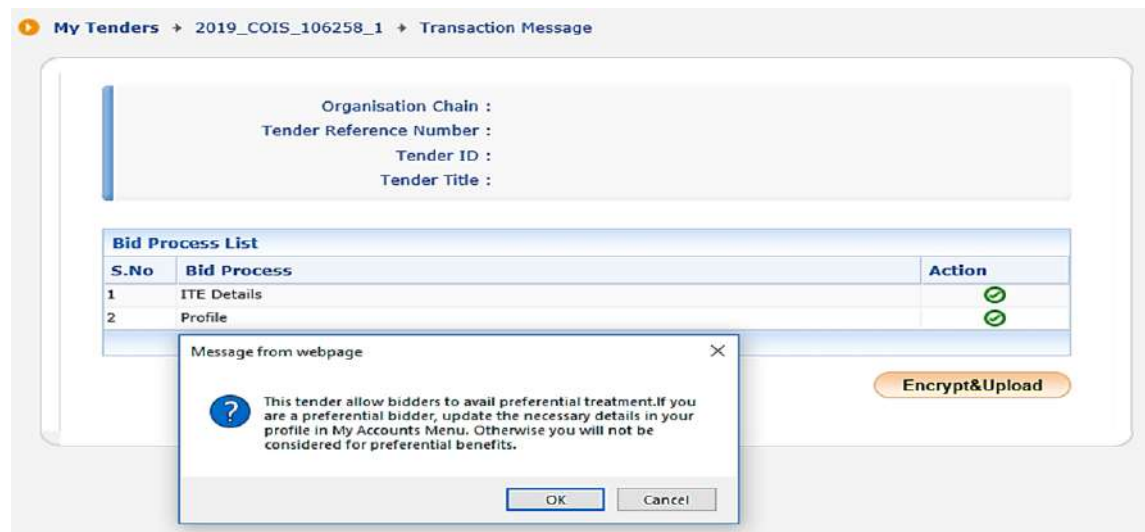 My Tenders → 2019_COIS_106258_1 → Transaction Message
Organisation Chain :
Tender Reference Number :
Tender ID :
Tender Title :
Bid Process List
S.No Bid Process Action
1 ITE Details
2 Profile
Message from webpage
Encrypt&Upload
This tender allow bidders to avail preferential treatment.If you
are a preferential bidder, update the necessary details in your
profile in My Accounts Menu. Otherwise you will not be
considered for preferential benefits.
OK Cancel